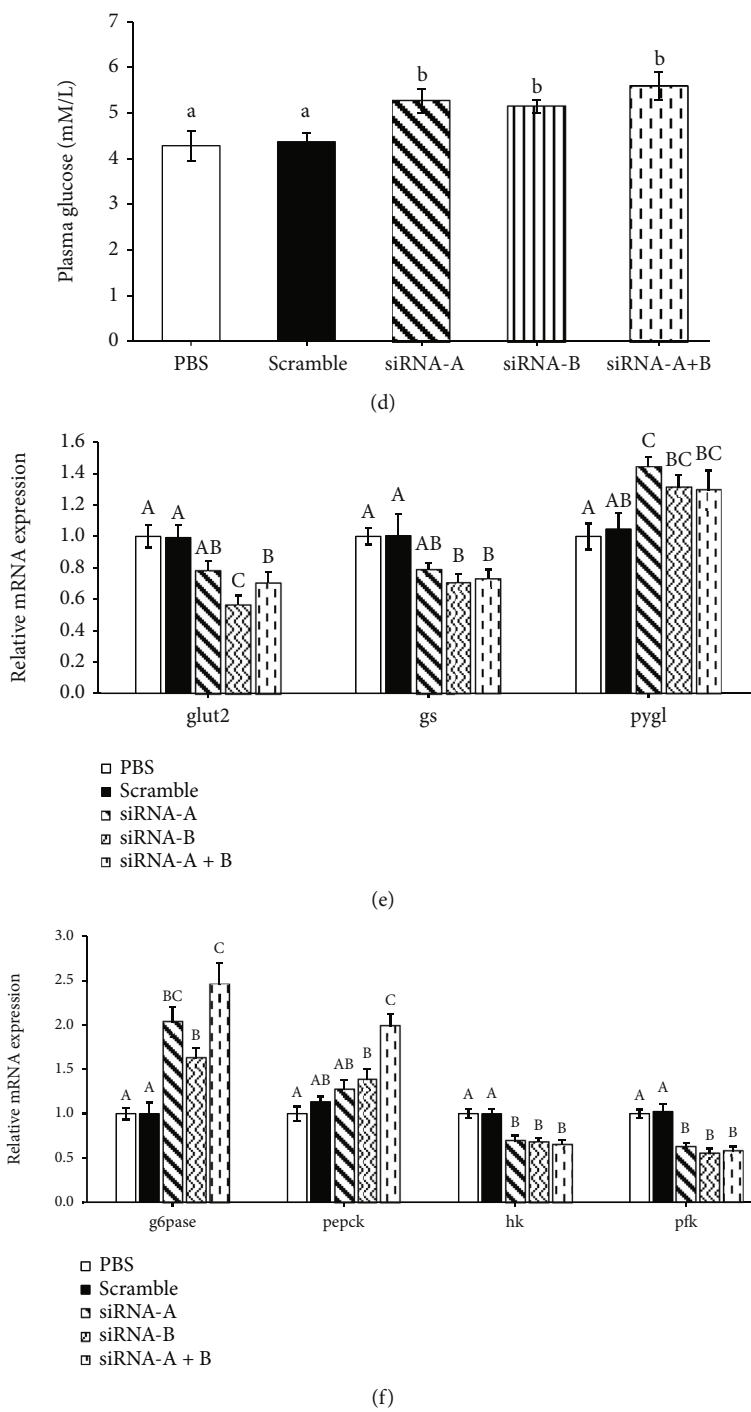 Plasma glucose (mM/L)
7
6
5
4
3
2
1
0
a
a
b
b
b
PBS
Scramble
siRNA-A
siRNA-B
siRNA-A+B
(d)
Relative mRNA expression
1.6
1.4
1.2
1.0
0.8
0.6
0.4
0.2
0.0
A
A
AB
C
B
A
A
AB
B
B
A
AB
C
BC
BC
glut2
gs
pygl
PBS
Scramble
siRNA-A
siRNA-B
siRNA-A + B
(e)
Relative mRNA expression
3.0
2.5
2.0
1.5
1.0
0.5
0.0
A
A
BC
B
C
A
AB
AB
B
C
A
A
B
B
B
A
A
B
B
B
g6pase
pepck
hk
pfk
PBS
Scramble
siRNA-A
siRNA-B
siRNA-A + B
(f)